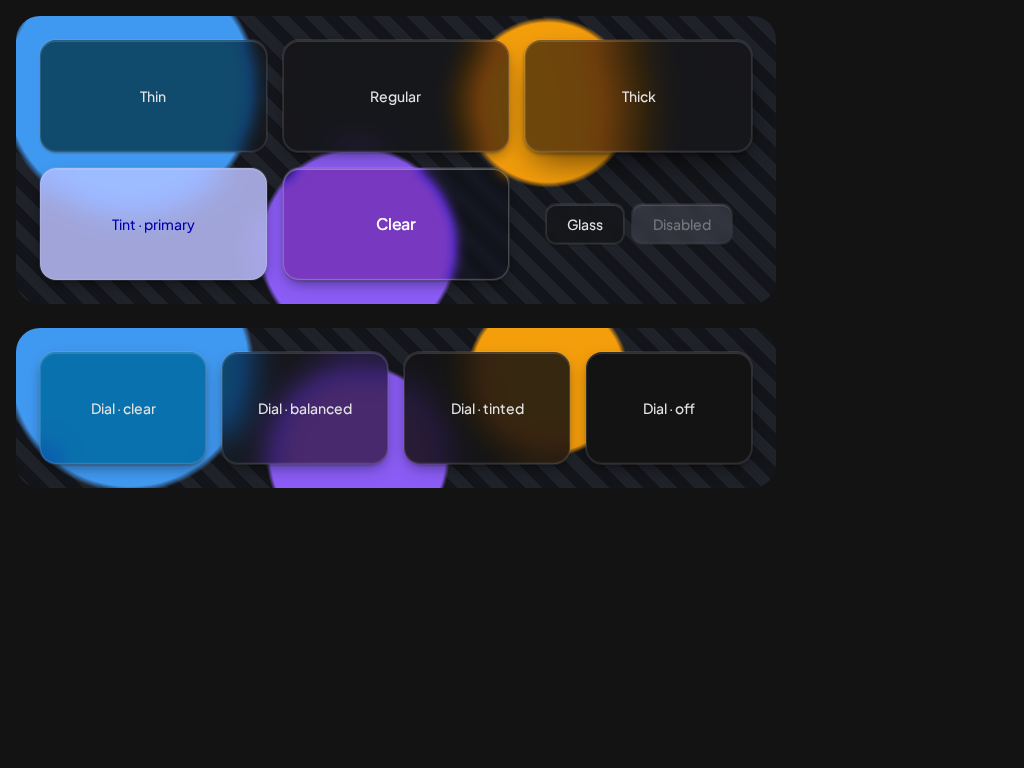 Thin
Regular
Thick
Tint · primary
Clear
Glass
Disabled
Dial · clear
Dial · balanced
Dial · tinted
Dial · off